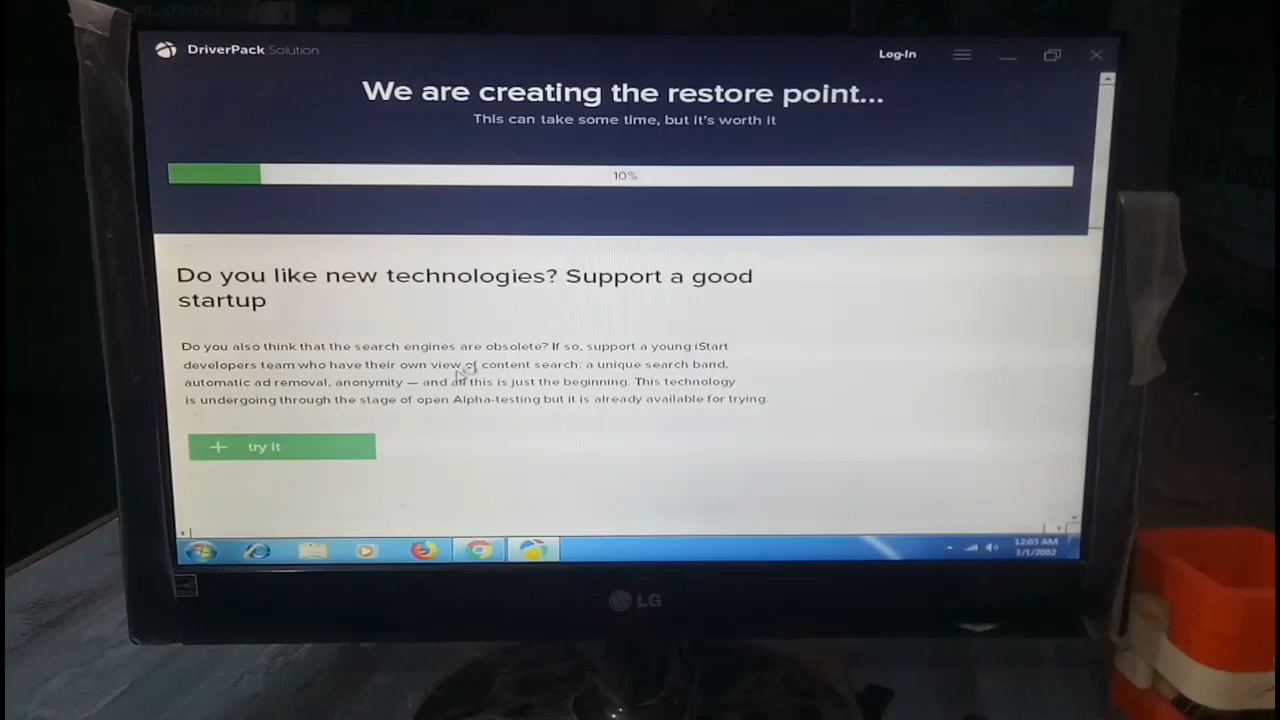 FLATRON
DriverPack Solution
Log-In
We are creating the restore point...
This can take some time, but it's worth it
10%
Do you like new technologies? Support a good
startup
Do you also think that the search engines are obsolete? If so, support a young iStart
developers team who have their own view of content search: a unique search band,
automatic ad removal, anonymity — and all this is just the beginning. This technology
is undergoing through the stage of open Alpha-testing but it is already available for trying.
+ try it
12:03 AM
1/1/2002
LG